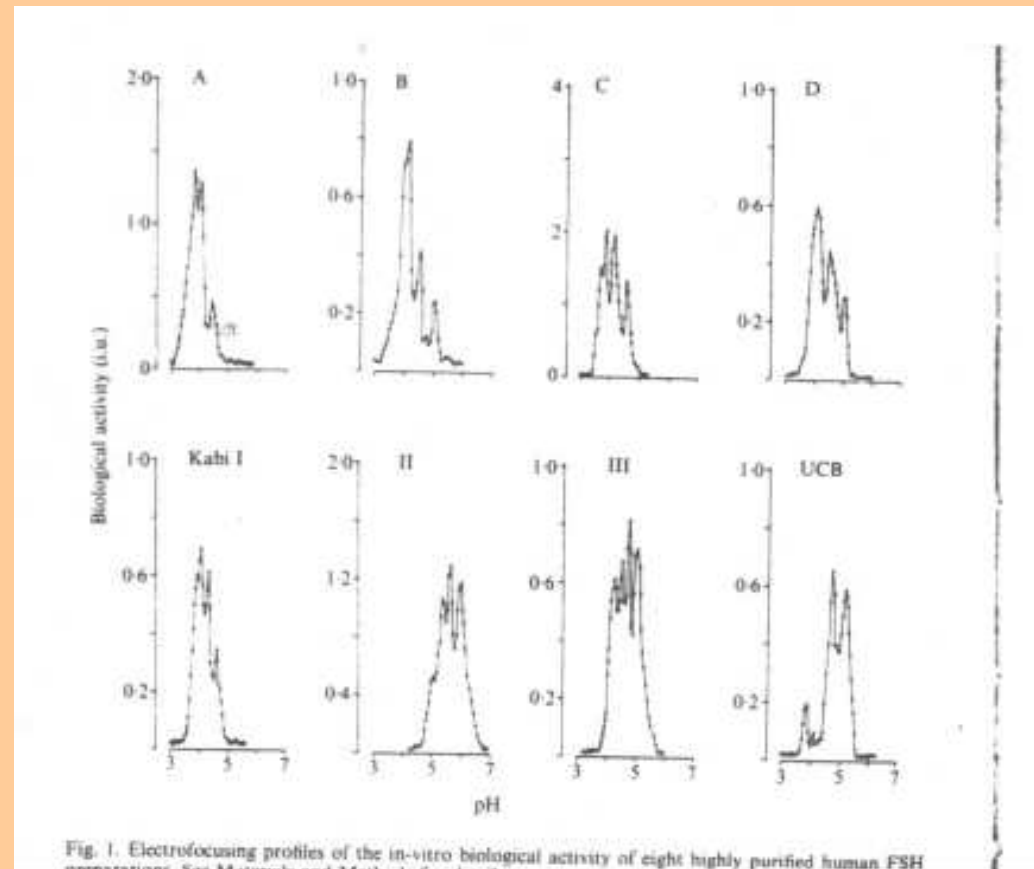 A B C D
2·0 1·0 4 1·0
1·0 0·6 2 0·6
0·2 0·2
0 0
Biological activity (i.u.)
Kabi I II III UCB
1·0 2·0 1·0 1·0
0·6 1·2 0·6 0·6
0·2 0·4 0·2 0·2
3 5 7 3 5 7 3 5 7 3 5 7
pH
Fig. 1. Electrofocusing profiles of the in-vitro biological activity of eight highly purified human FSH